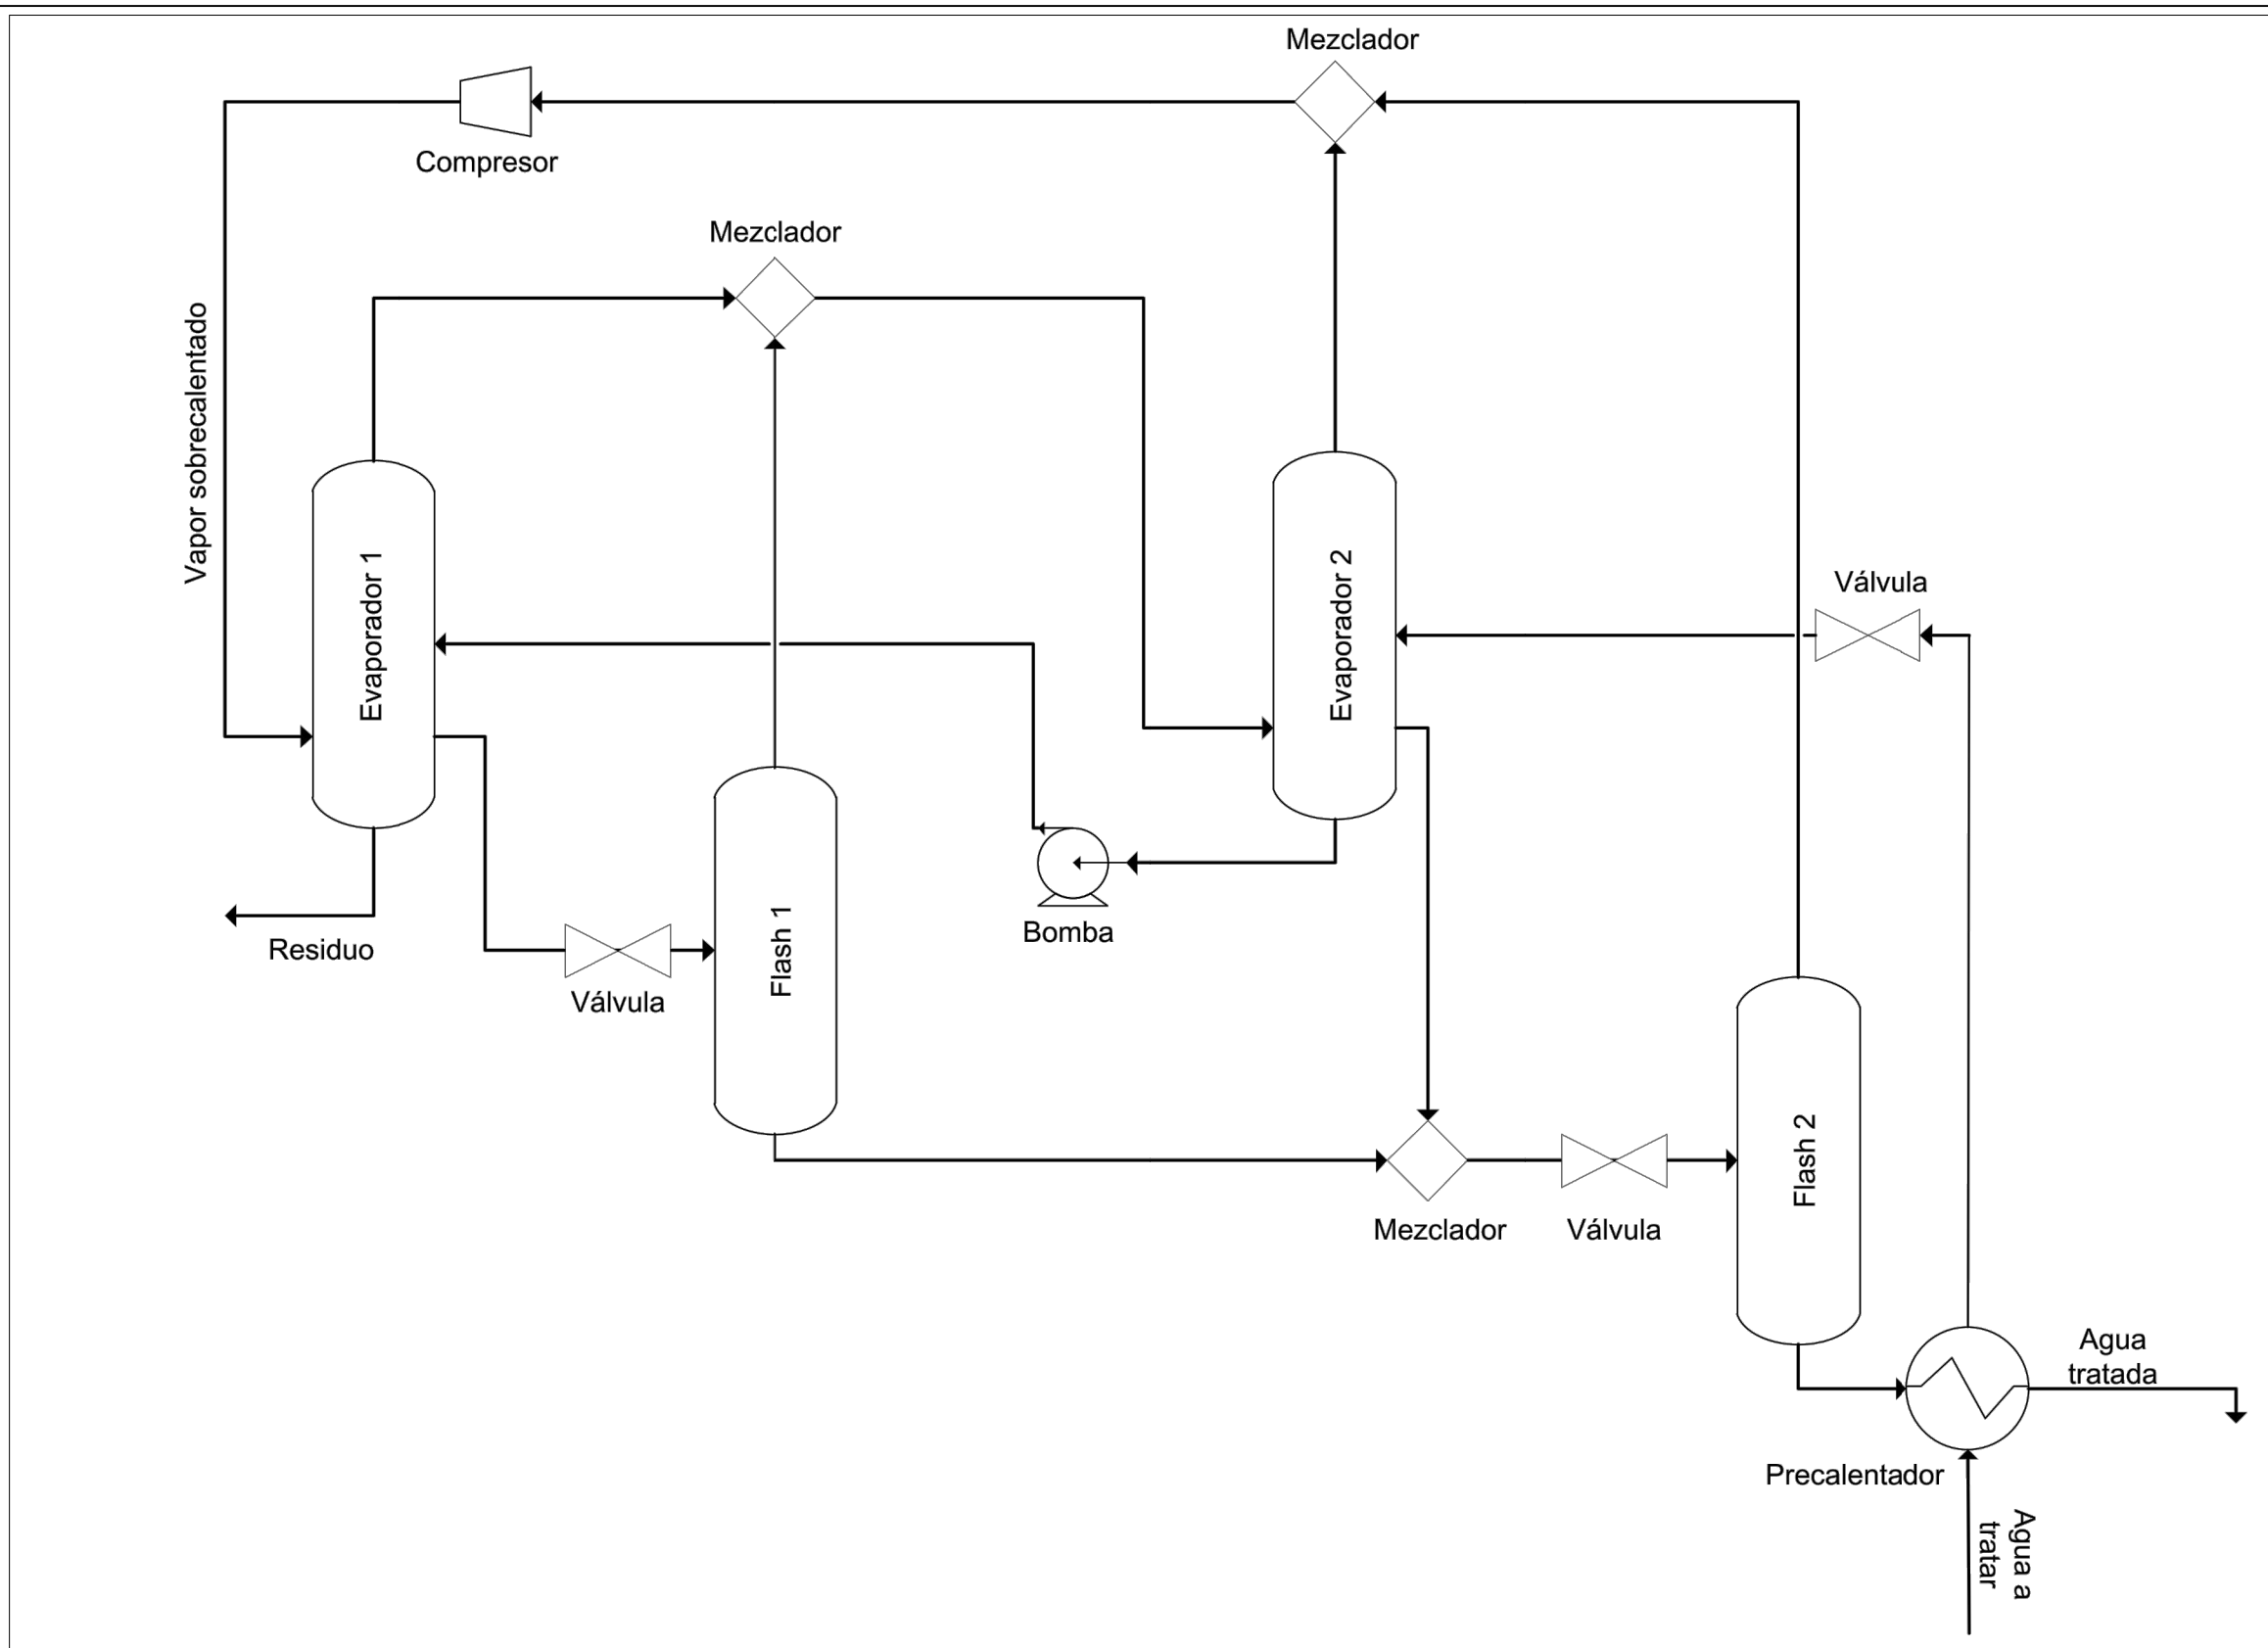 Mezclador
Compresor
Mezclador
Vapor sobrecalentado
Evaporador 1
Evaporador 2
Válvula
Residuo
Válvula
Flash 1
Bomba
Mezclador
Válvula
Flash 2
Agua
tratada
Precalentador
Agua a
tratar